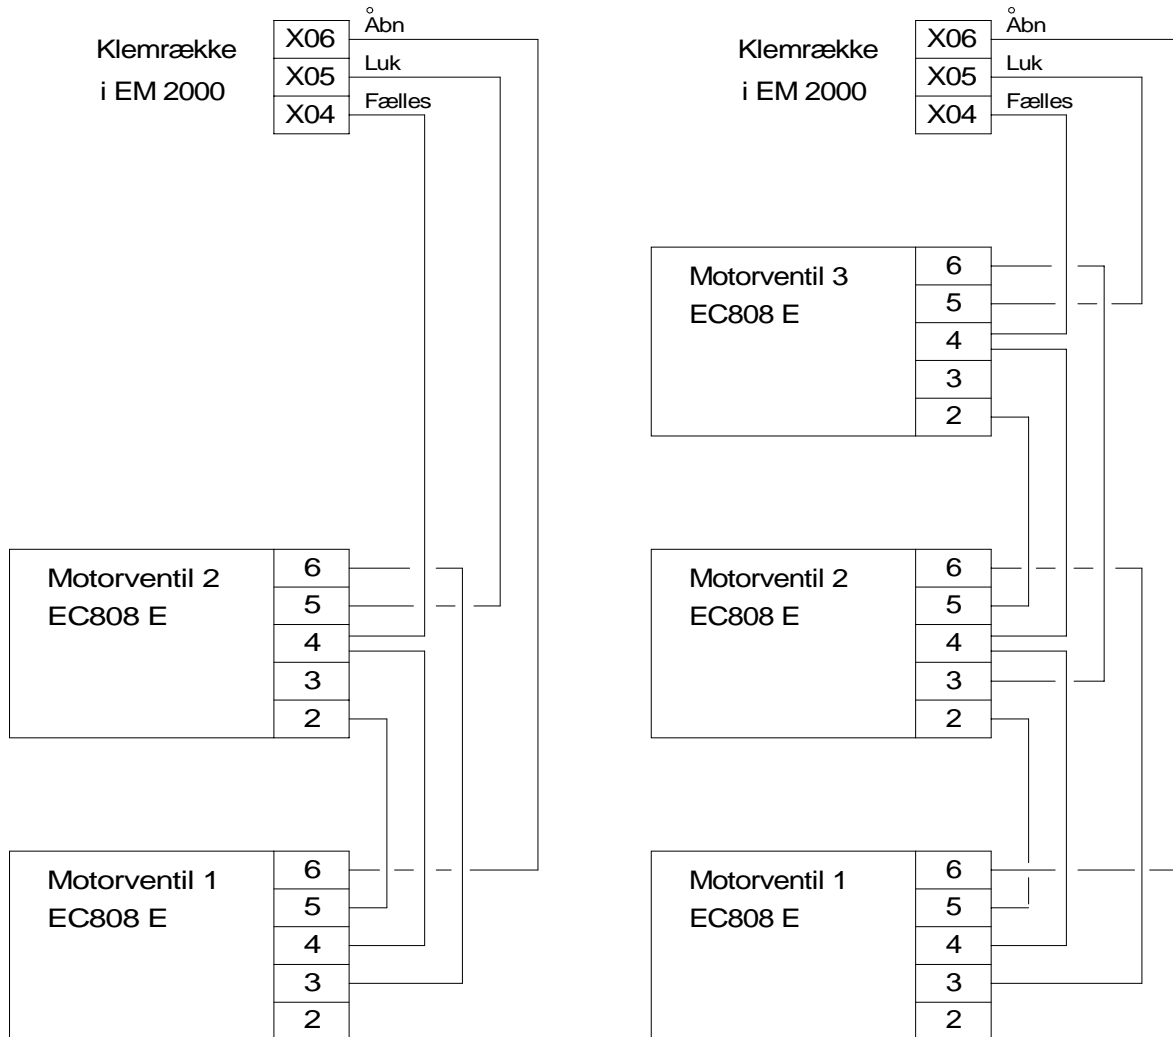 Klemrække
i EM 2000
X06
X05
X04
Åbn
Luk
Fælles
Motorventil 2
EC808 E
6
5
4
3
2
Motorventil 1
EC808 E
6
5
4
3
2
Klemrække
i EM 2000
X06
X05
X04
Åbn
Luk
Fælles
Motorventil 3
EC808 E
6
5
4
3
2
Motorventil 2
EC808 E
6
5
4
3
2
Motorventil 1
EC808 E
6
5
4
3
2